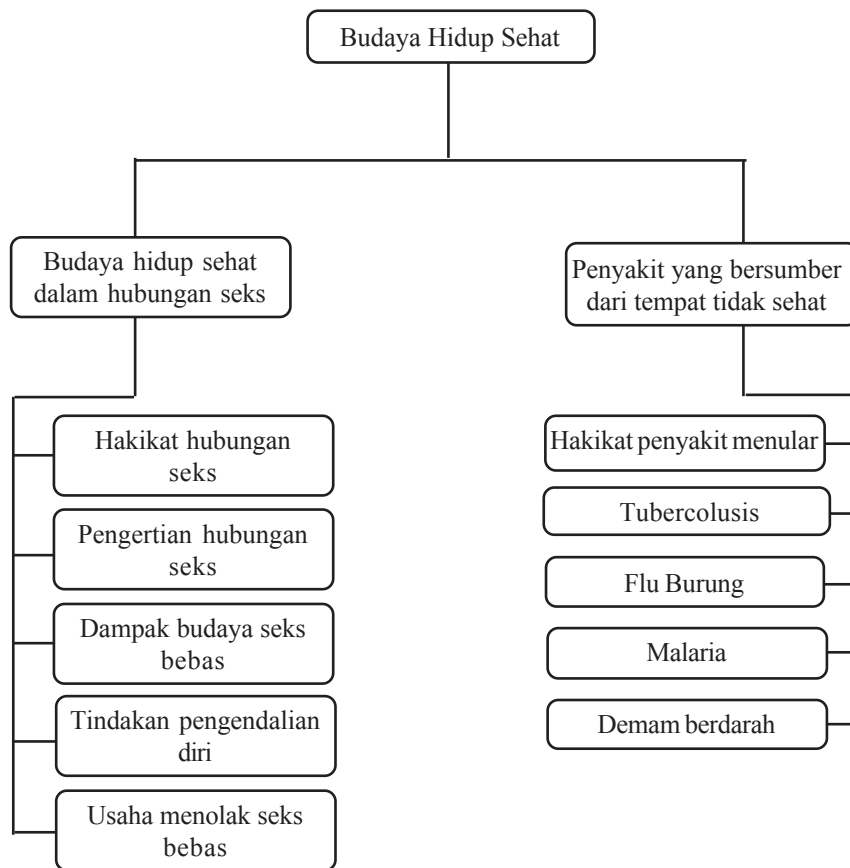 Budaya Hidup Sehat
Budaya hidup sehat
dalam hubungan seks
Hakikat hubungan
seks
Pengertian hubungan
seks
Dampak budaya seks
bebas
Tindakan pengendalian
diri
Usaha menolak seks
bebas
Penyakit yang bersumber
dari tempat tidak sehat
Hakikat penyakit menular
Tubercolusis
Flu Burung
Malaria
Demam berdarah